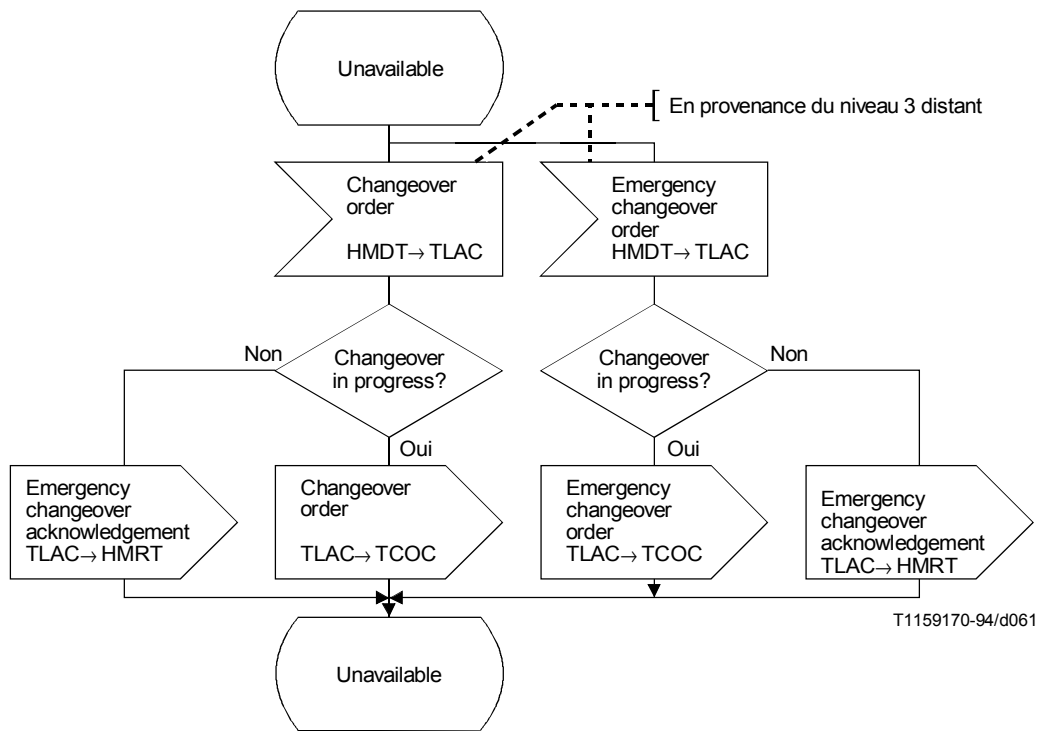 Unavailable
En provenance du niveau 3 distant
Changeover
order
HMDT→TLAC
Emergency
changeover
order
HMDT→TLAC
Non
Changeover
in progress?
Oui
Changeover
in progress?
Non
Oui
Emergency
changeover
acknowledgement
TLAC→HMRT
Changeover
order
TLAC→TCOC
Emergency
changeover
order
TLAC→TCOC
Emergency
changeover
acknowledgement
TLAC→HMRT
T1159170-94/d061
Unavailable